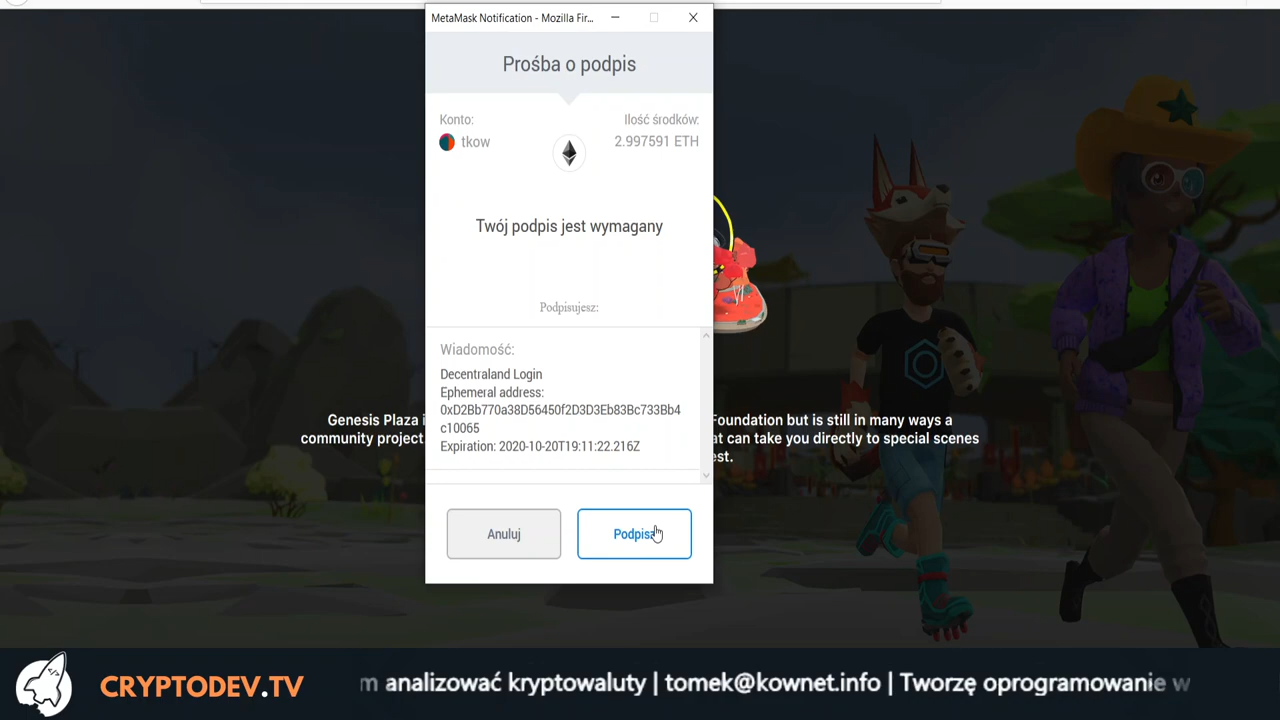 MetaMask Notification - Mozilla Fir...
Prośba o podpis
Konto:
Ilość środków:
tkow
2.997591 ETH
Twój podpis jest wymagany
Podpisujesz:
Wiadomość:
Decentraland Login
Ephemeral address:
0xD2Bb770a38D56450f2D3D3Eb83Bc733Bb4
c10065
Expiration: 2020-10-20T19:11:22.216Z
Genesis Plaza
Foundation but is still in many ways a
community project
can take you directly to special scenes
Anuluj
CRYPTODEV.TV
analizować kryptowaluty | tomek@kownet.info | Tworzę oprogramowanie w